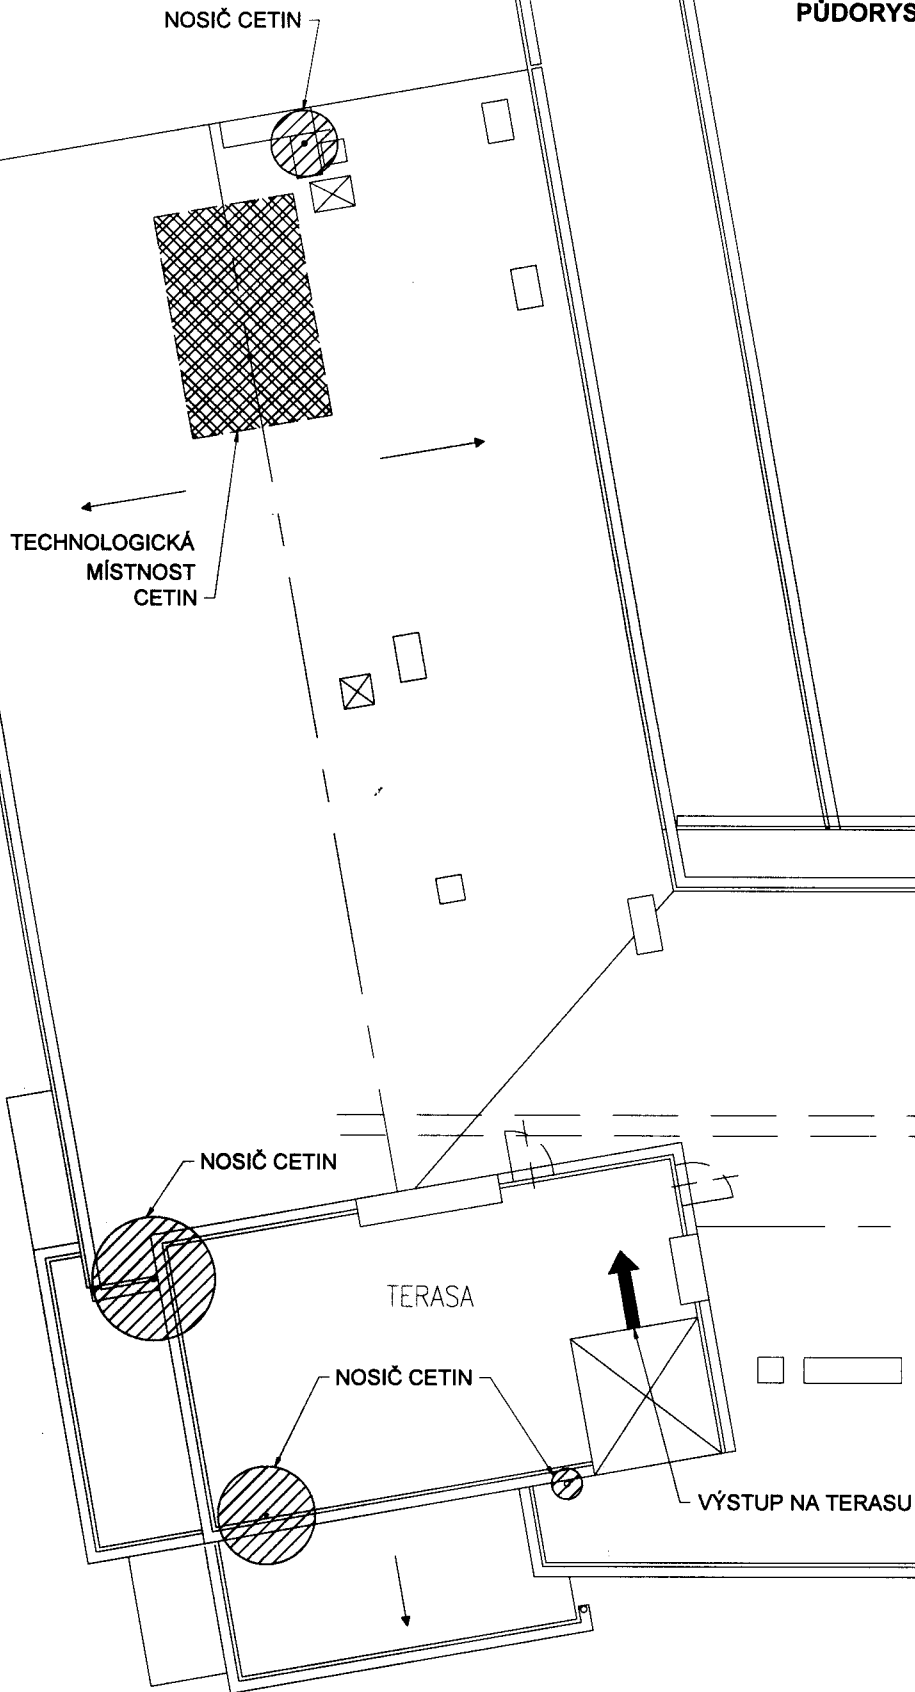 NOSIČ CETIN
PŮDORYS
TECHNOLOGICKÁ
MÍSTNOST
CETIN
NOSIČ CETIN
TERASA
NOSIČ CETIN
VÝSTUP NA TERASU